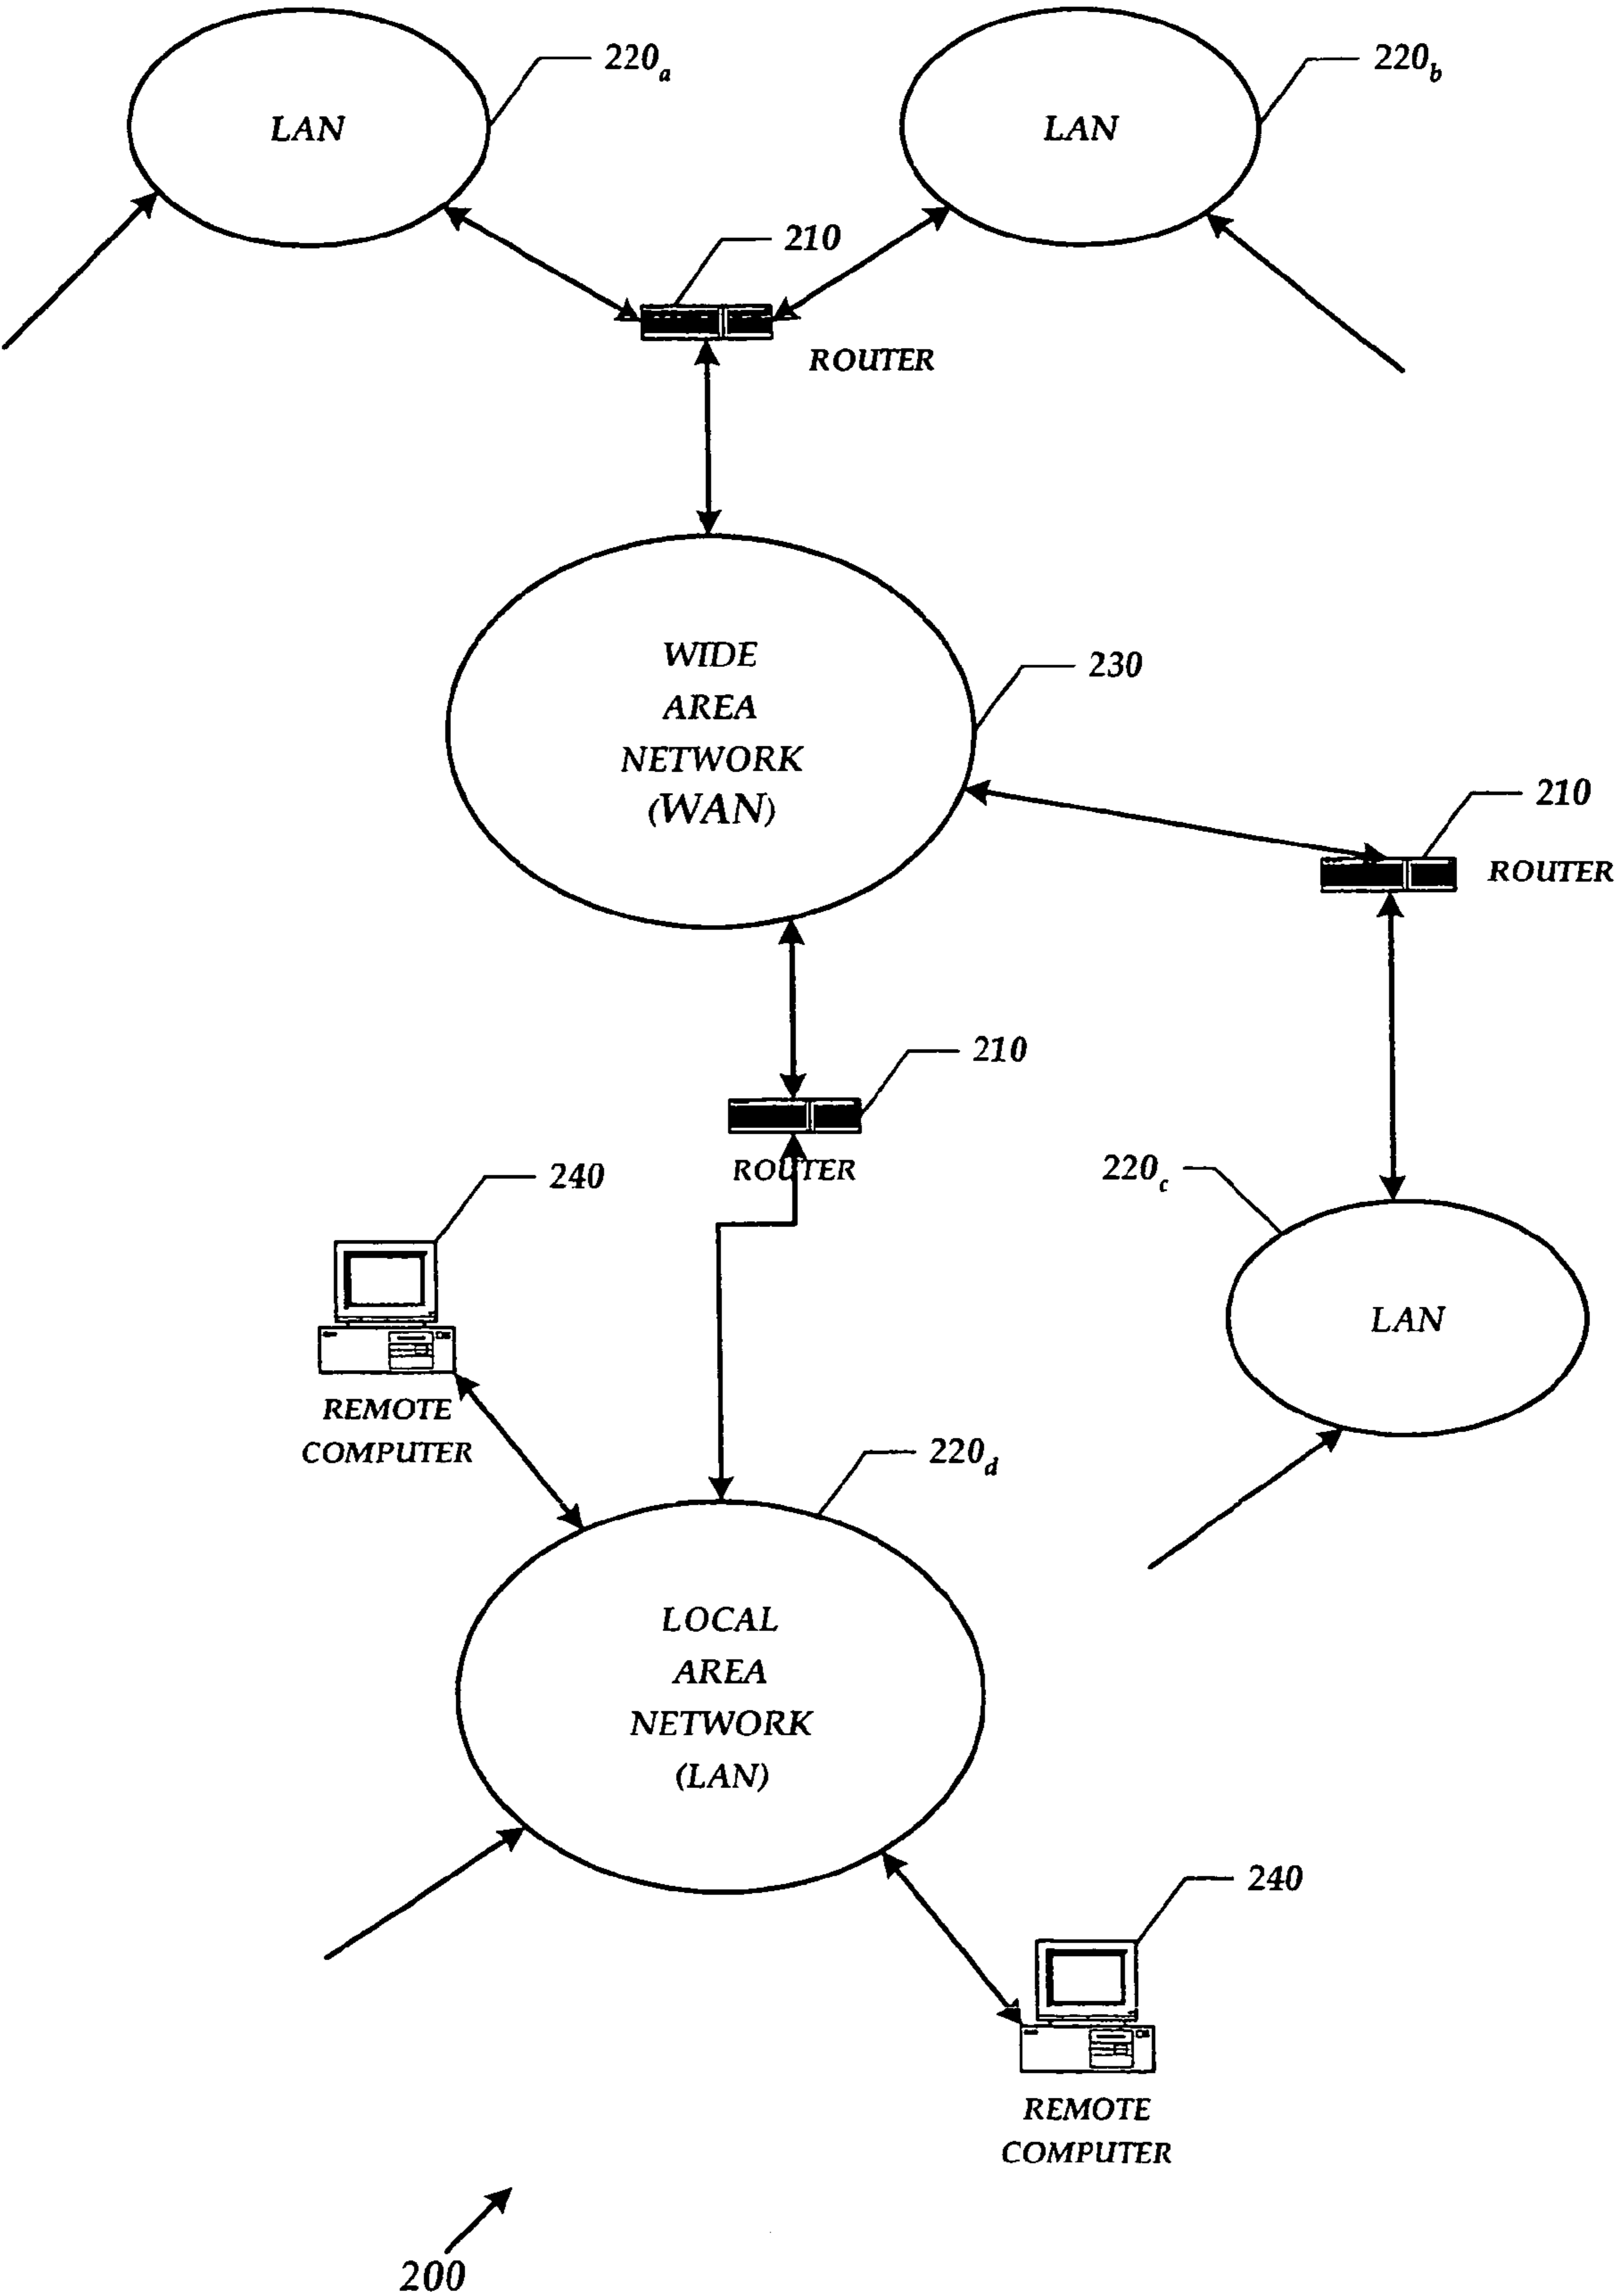 220a
220b
LAN
LAN
210
ROUTER
WIDE
AREA
NETWORK
(WAN)
230
210
ROUTER
210
ROUTER
240
220c
REMOTE
COMPUTER
LAN
220d
LOCAL
AREA
NETWORK
(LAN)
240
REMOTE
COMPUTER
200